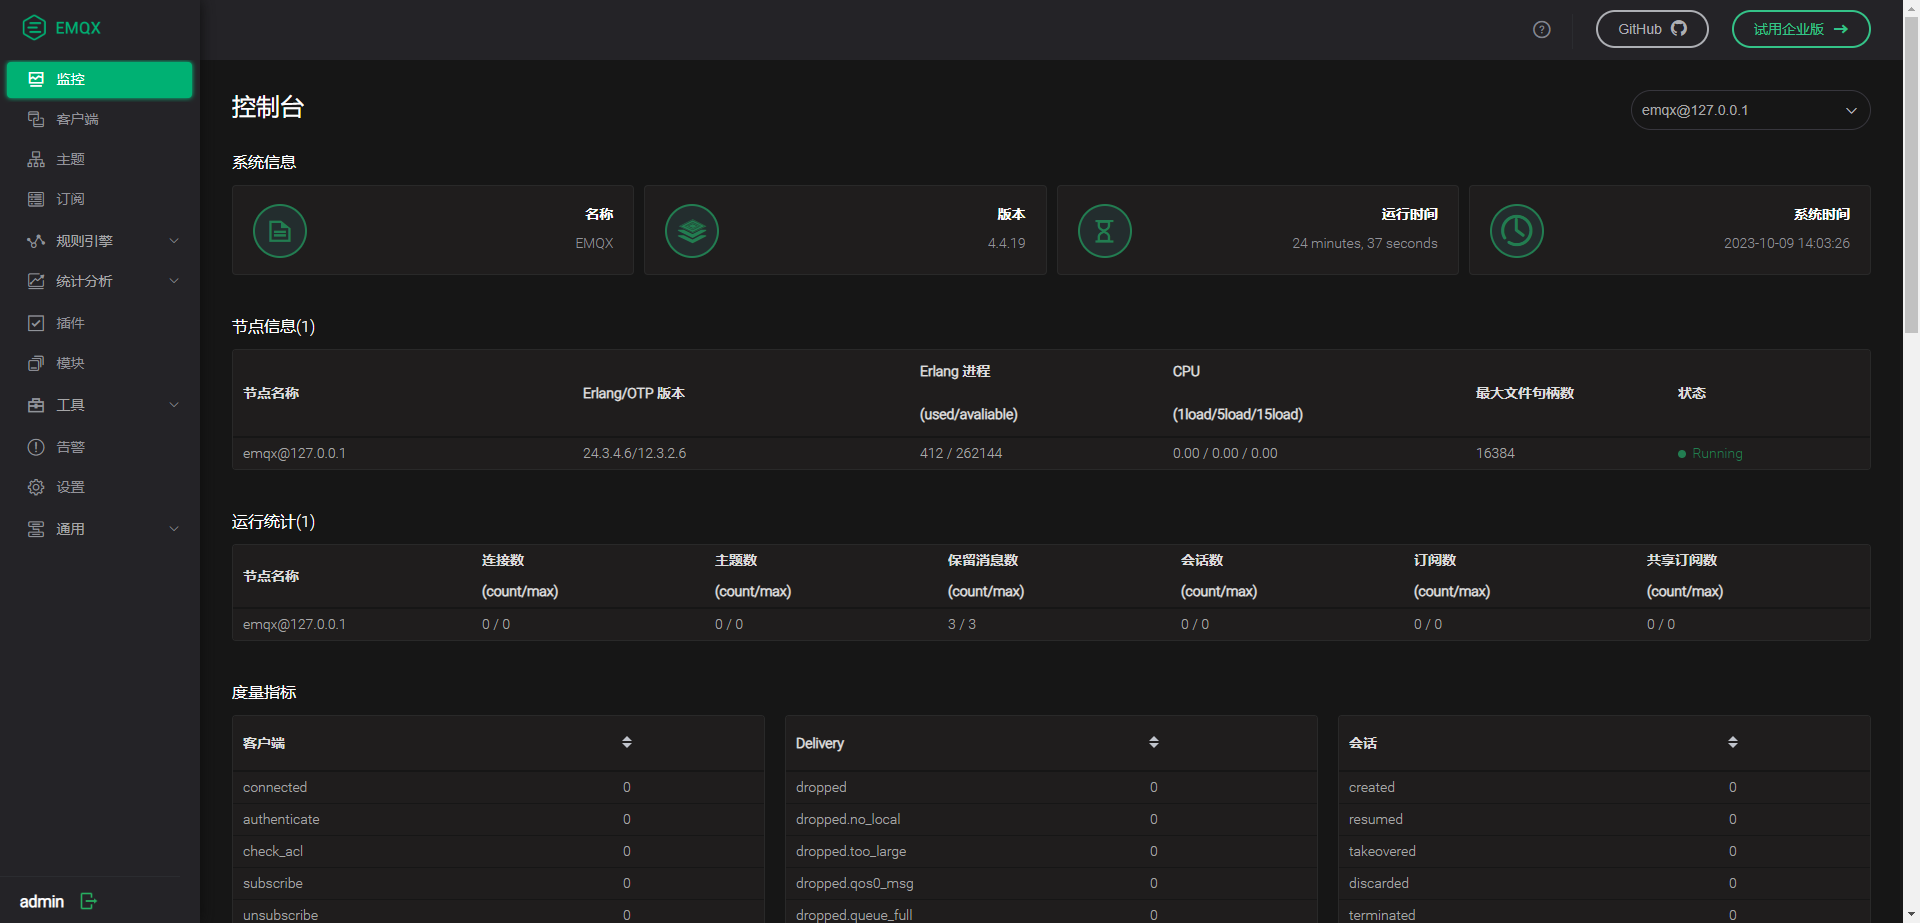 EMQX
GitHub
试用企业版
监控
客户端
主题
订阅
规则引擎
统计分析
插件
模块
工具
告警
设置
通用
admin
控制台
emqx@127.0.0.1
系统信息
名称
EMQX
版本
4.4.19
运行时间
24 minutes, 37 seconds
系统时间
2023-10-09 14:03:26
节点信息(1)
节点名称 Erlang/OTP 版本 Erlang 进程 (used/avaliable) CPU (1load/5load/15load) 最大文件句柄数 状态
emqx@127.0.0.1 24.3.4.6/12.3.2.6 412 / 262144 0.00 / 0.00 / 0.00 16384 Running
运行统计(1)
节点名称 连接数 (count/max) 主题数 (count/max) 保留消息数 (count/max) 会话数 (count/max) 订阅数 (count/max) 共享订阅数 (count/max)
emqx@127.0.0.1 0 / 0 0 / 0 3 / 3 0 / 0 0 / 0 0 / 0
度量指标
客户端
connected 0
authenticate 0
check_acl 0
subscribe 0
unsubscribe 0
Delivery
dropped 0
dropped.no_local 0
dropped.too_large 0
dropped.qos0_msg 0
dropped.queue_full 0
会话
created 0
resumed 0
takeovered 0
discarded 0
terminated 0